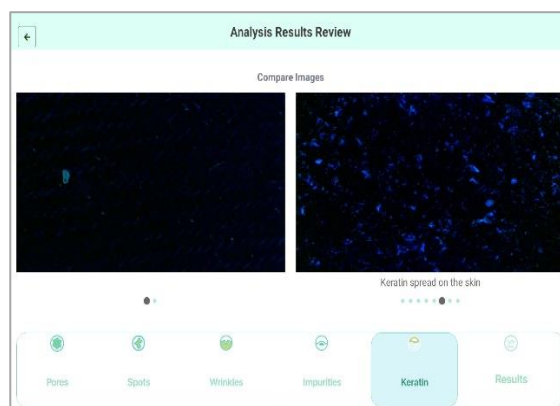 Analysis Results Review
Compare Images
Keratin spread on the skin
Pores
Spots
Wrinkles
Impurities
Keratin
Results